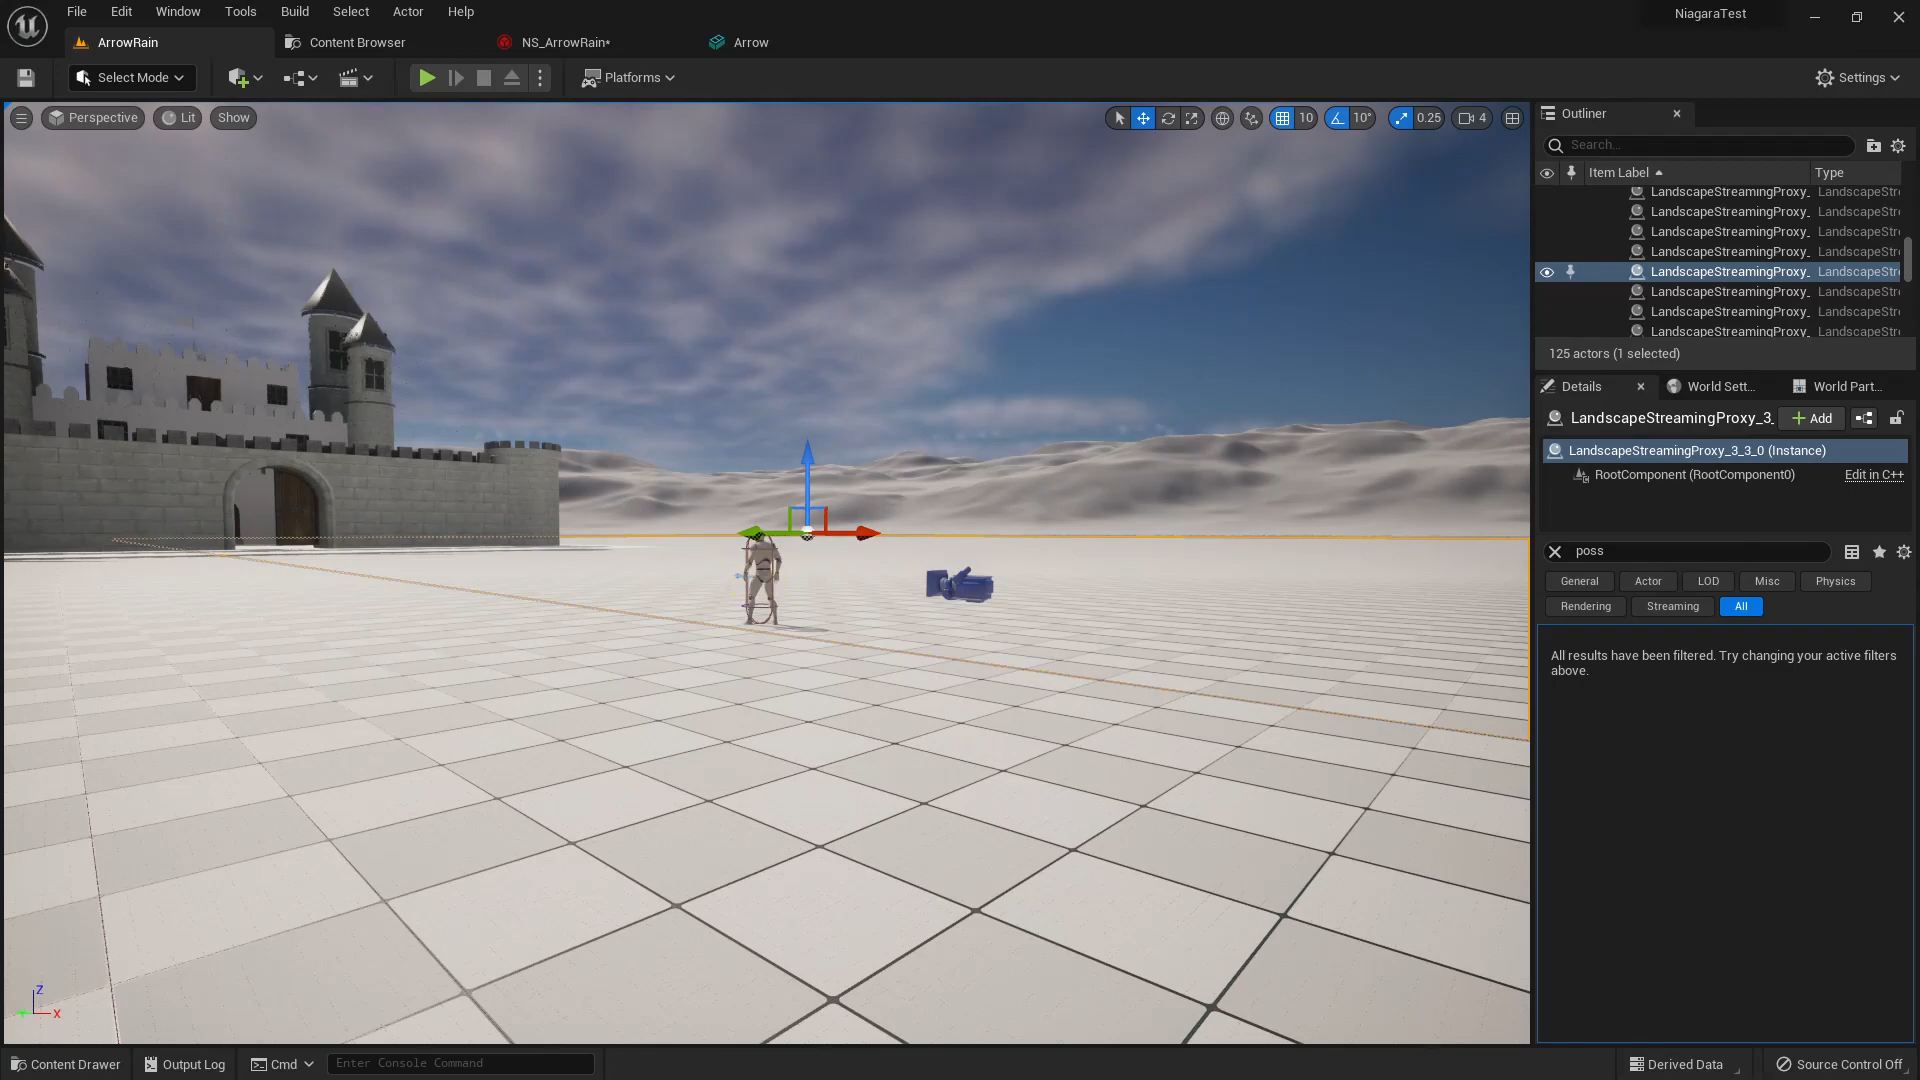 File Edit Window Tools Build Select Actor Help
NiagaraTest
ArrowRain
Content Browser
NS_ArrowRain*
Arrow
Select Mode
Platforms
Settings
Perspective
Lit
Show
10
10°
0.25
4
Outliner
Search...
Item Label
Type
LandscapeStreamingProxy_ LandscapeStre
LandscapeStreamingProxy_ LandscapeStre
LandscapeStreamingProxy_ LandscapeStre
LandscapeStreamingProxy_ LandscapeStre
LandscapeStreamingProxy_ LandscapeStre
LandscapeStreamingProxy_ LandscapeStre
LandscapeStreamingProxy_ LandscapeStre
LandscapeStreamingProxy_ LandscapeStre
125 actors (1 selected)
Details
World Sett...
World Part...
LandscapeStreamingProxy_3_
Add
LandscapeStreamingProxy_3_3_0 (Instance)
RootComponent (RootComponent0)
Edit in C++
poss
General Actor LOD Misc Physics
Rendering Streaming All
All results have been filtered. Try changing your active filters
above.
Z
X
Content Drawer
Output Log
Cmd
Enter Console Command
Derived Data
Source Control Off